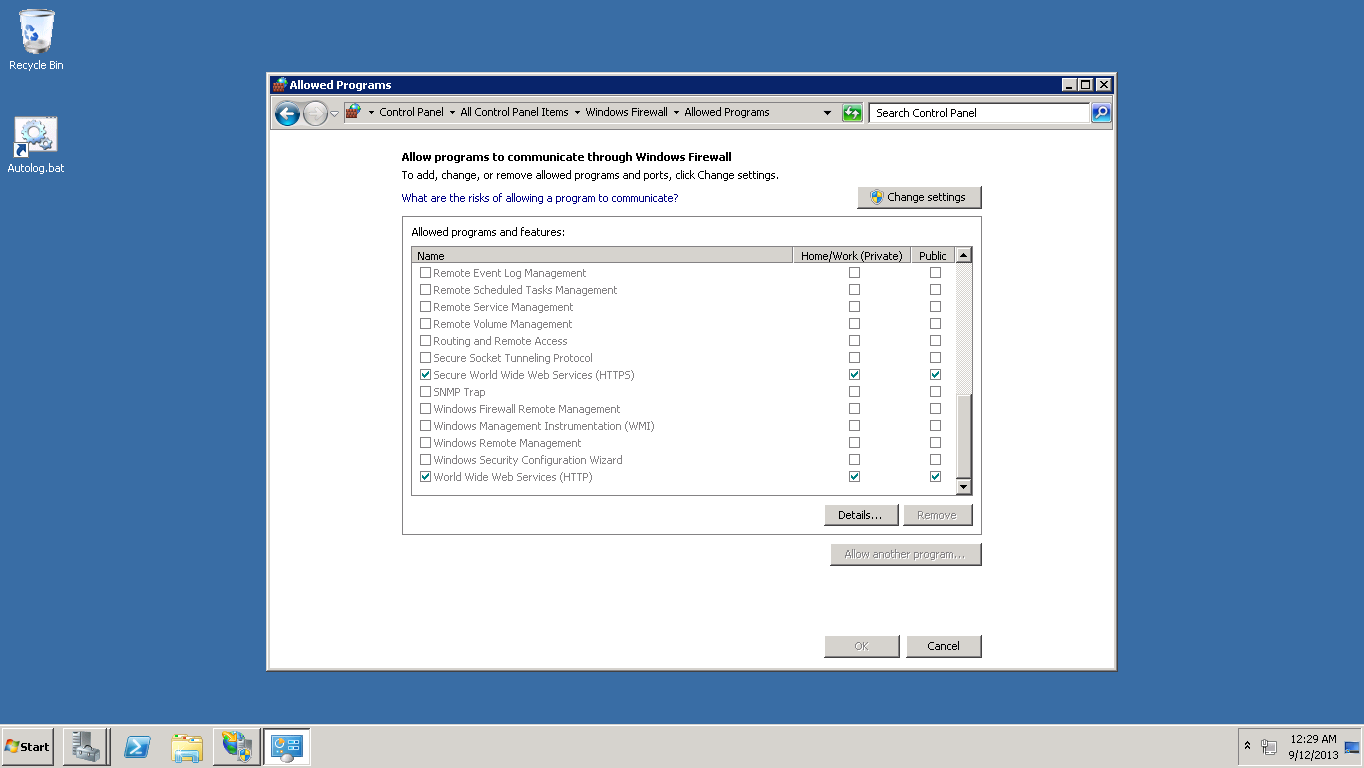 Recycle Bin
Autolog.bat
Allowed Programs
Control Panel
All Control Panel Items
Windows Firewall
Allowed Programs
Search Control Panel
Allow programs to communicate through Windows Firewall
To add, change, or remove allowed programs and ports, click Change settings.
What are the risks of allowing a program to communicate?
Change settings
Allowed programs and features:
Name Home/Work (Private) Public
Remote Event Log Management
Remote Scheduled Tasks Management
Remote Service Management
Remote Volume Management
Routing and Remote Access
Secure Socket Tunneling Protocol
Secure World Wide Web Services (HTTPS)
SNMP Trap
Windows Firewall Remote Management
Windows Management Instrumentation (WMI)
Windows Remote Management
Windows Security Configuration Wizard
World Wide Web Services (HTTP)
Details...
Remove
Allow another program...
OK
Cancel
Start
12:29 AM
9/12/2013